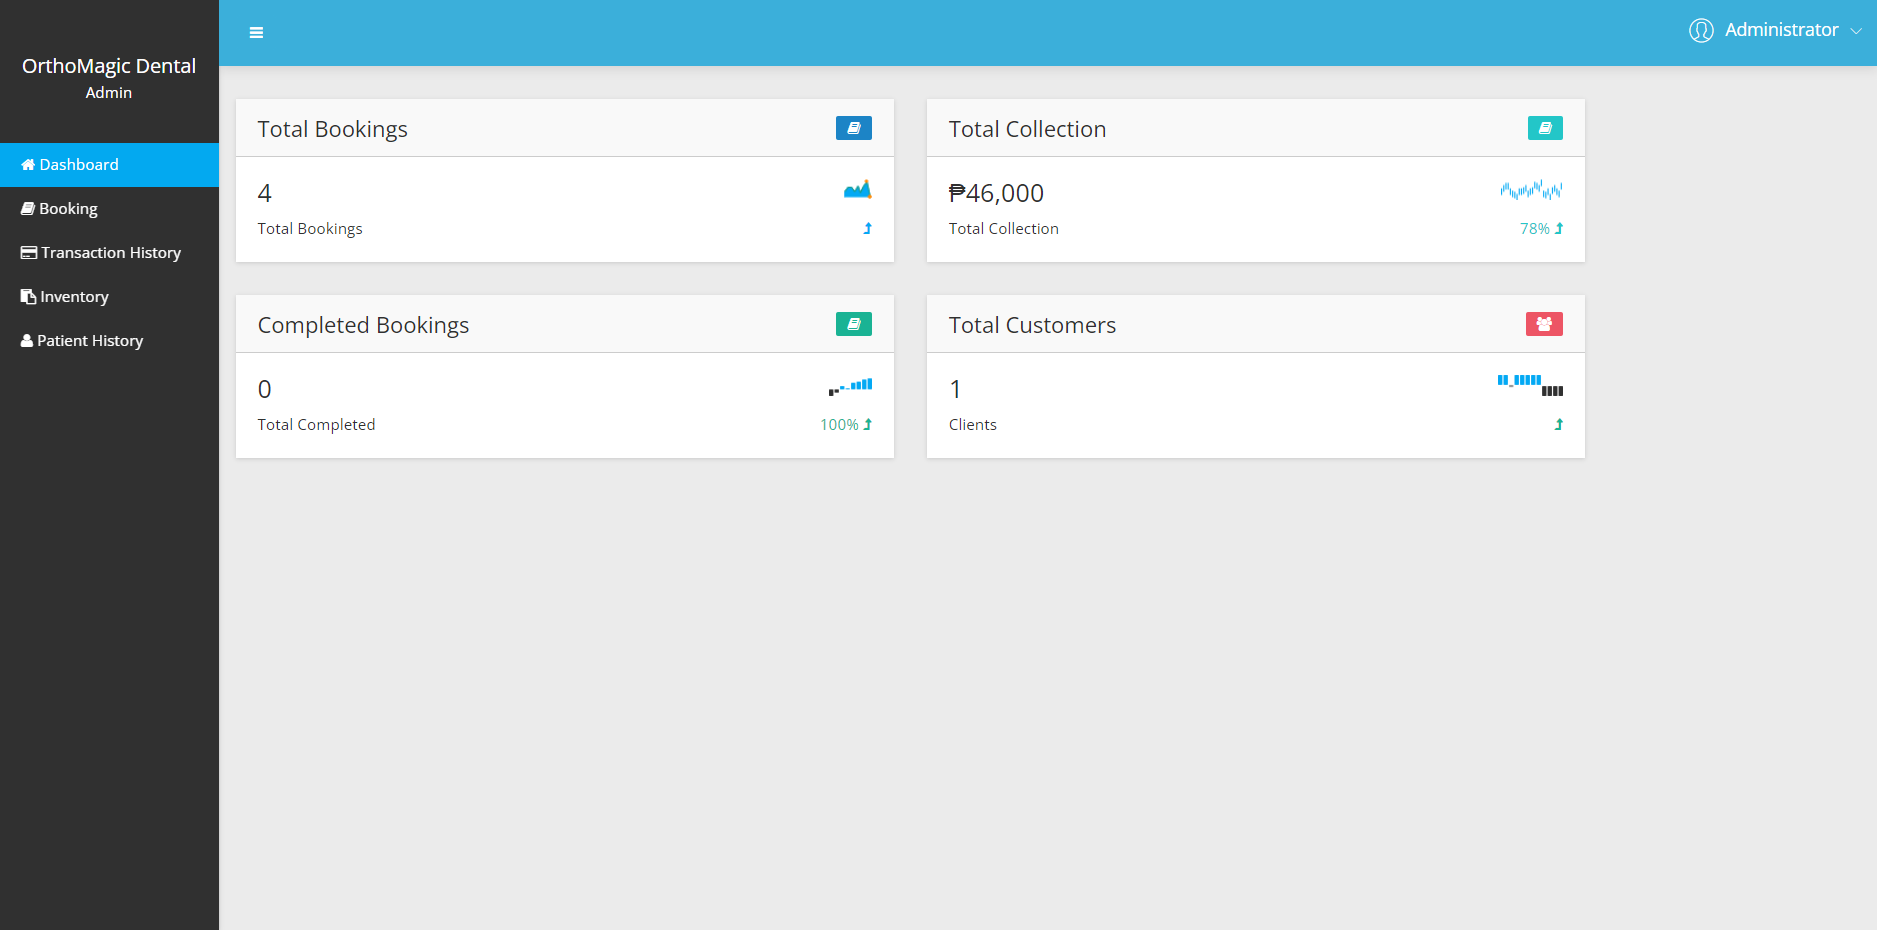 OrthoMagic Dental
Admin
Dashboard
Booking
Transaction History
Inventory
Patient History
Administrator
Total Bookings
4
Total Bookings
Total Collection
₱46,000
Total Collection
78%
Completed Bookings
0
Total Completed
100%
Total Customers
1
Clients